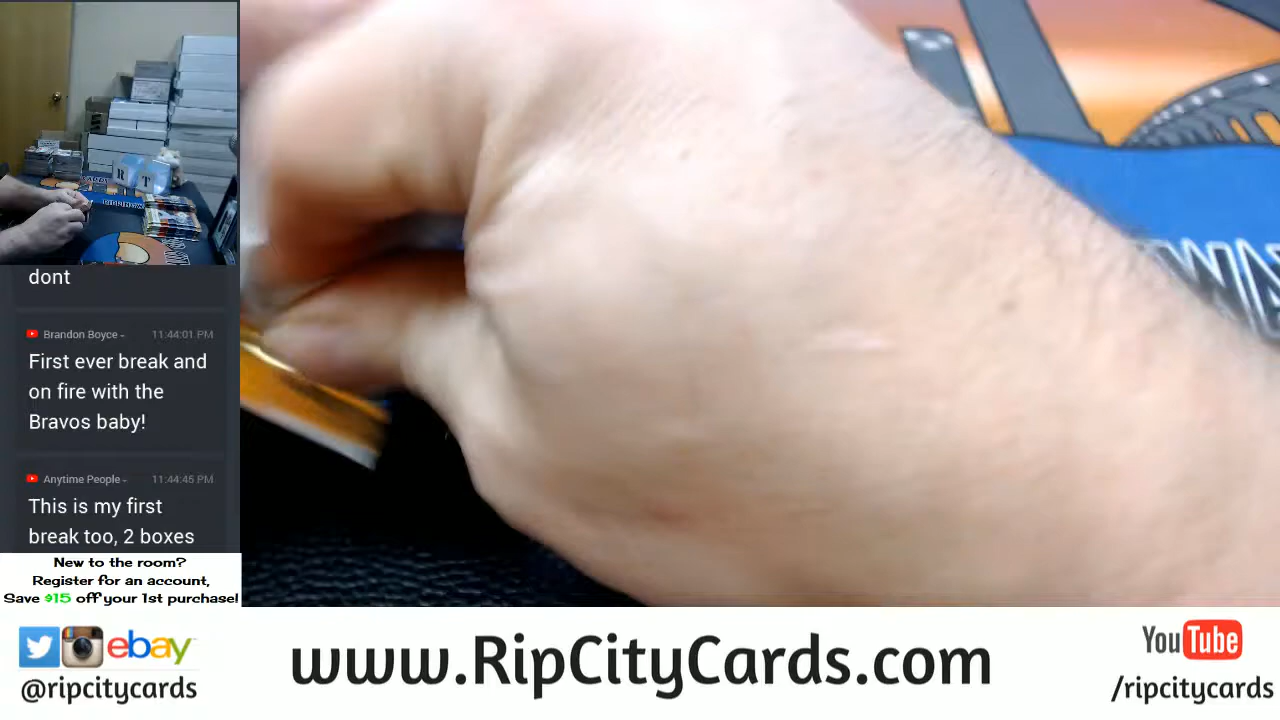 R T
dont
Brandon Boyce - 11:44:01 PM
First ever break and
on fire with the
Bravos baby!
Anytime People - 11:44:45 PM
This is my first
break too, 2 boxes
New to the room?
Register for an account,
Save $15 off your 1st purchase!
ebay
@ripcitycards
www.RipCityCards.com
YouTube
/ripcitycards